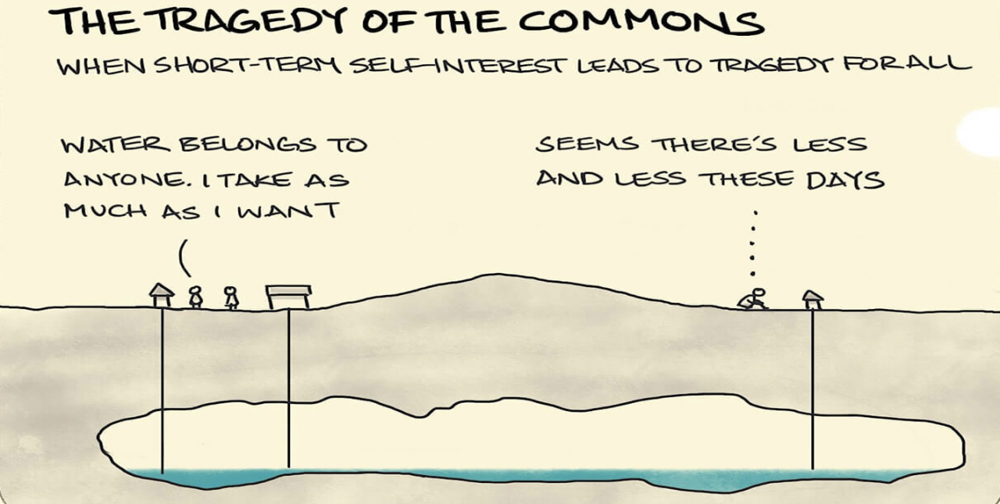 THE TRAGEDY OF THE COMMONS
WHEN SHORT-TERM SELF-INTEREST LEADS TO TRAGEDY FOR ALL
WATER BELONGS TO
ANYONE. I TAKE AS
MUCH AS I WANT
SEEMS THERE'S LESS
AND LESS THESE DAYS